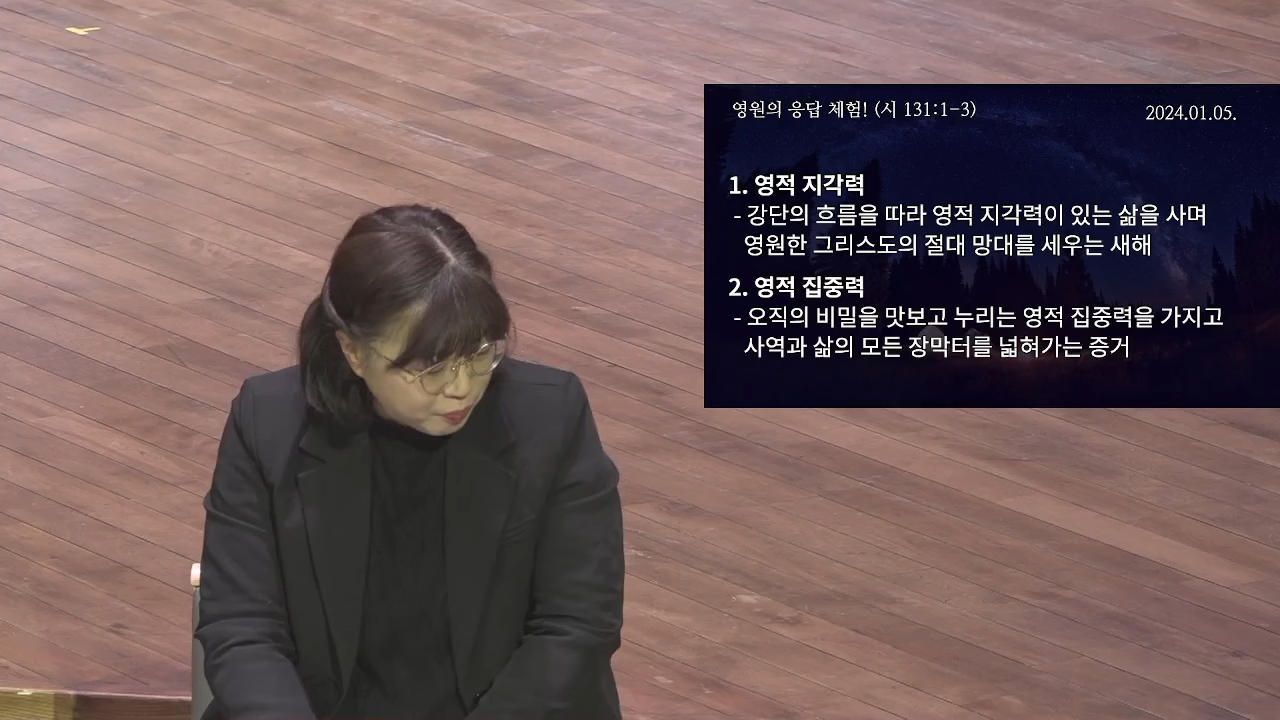 영원의 응답 체험! (시 131:1-3)
2024.01.05.
1. 영적 지각력
- 강단의 흐름을 따라 영적 지각력이 있는 삶을 사며
영원한 그리스도의 절대 망대를 세우는 새해
2. 영적 집중력
- 오직의 비밀을 맛보고 누리는 영적 집중력을 가지고
사역과 삶의 모든 장막터를 넓혀가는 증거